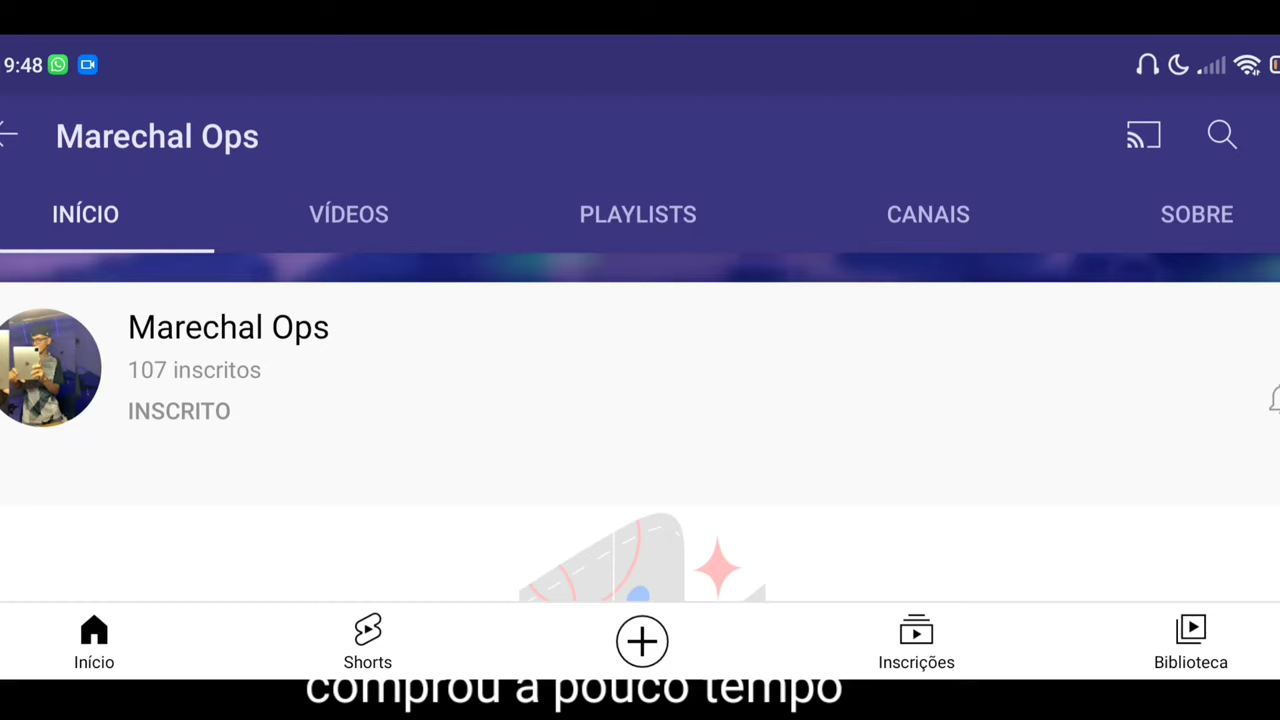 9:48
Marechal Ops
INÍCIO
VÍDEOS
PLAYLISTS
CANAIS
SOBRE
Marechal Ops
107 inscritos
INSCRITO
Início
Shorts
Inscrições
Biblioteca
comprou a pouco tempo